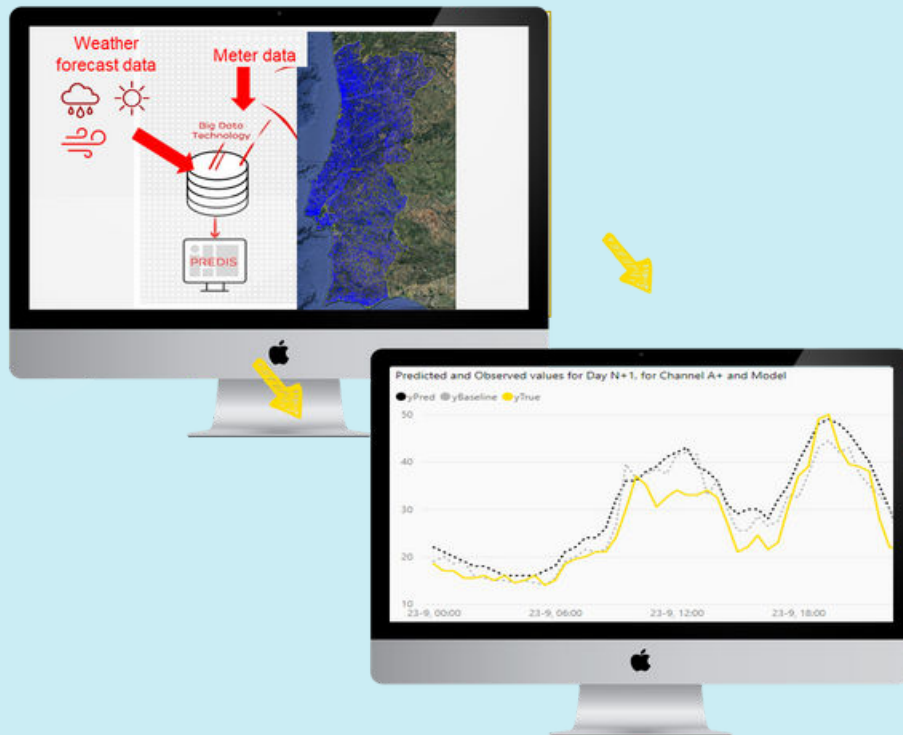 Weather
forecast data
Meter data
Big Data
Technology
PREDIS
Predicted and Observed values for Day N+1, for Channel A+ and Model
yPred yBaseline yTrue
50
40
30
20
10
23-9, 00:00 23-9, 06:00 23-9, 12:00 23-9, 18:00